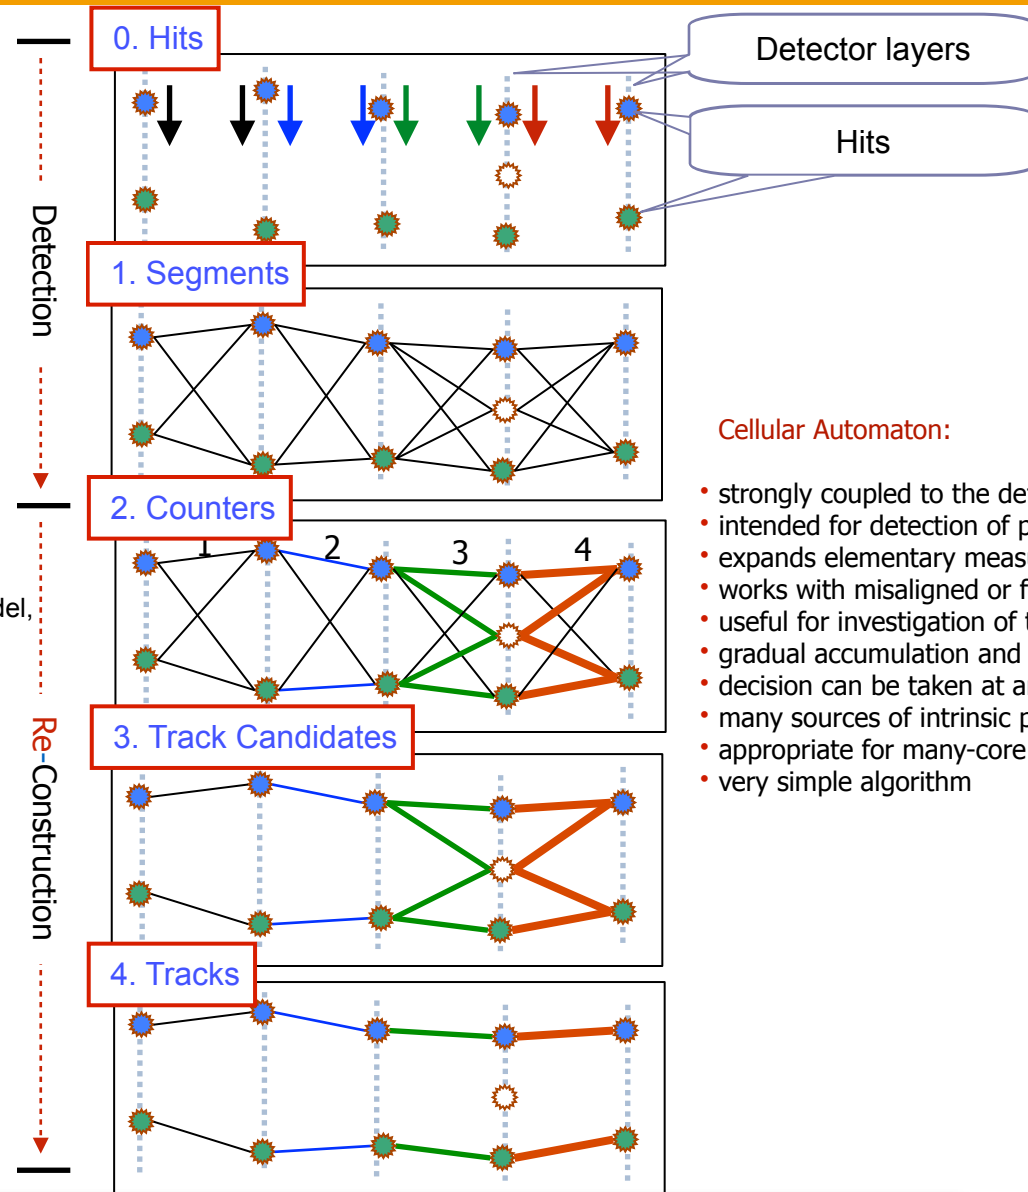 0. Hits
Detector layers
Hits
Detection
1. Segments
2. Counters
1 2 3 4
Re-Construction
3. Track Candidates
4. Tracks
Cellular Automaton:
• strongly coupled to the
• intended for detection of
• expands elementary
• works with misaligned or
• useful for investigation of
• gradual accumulation and
• decision can be taken at
• many sources of intrinsic
• appropriate for many-core
• very simple algorithm